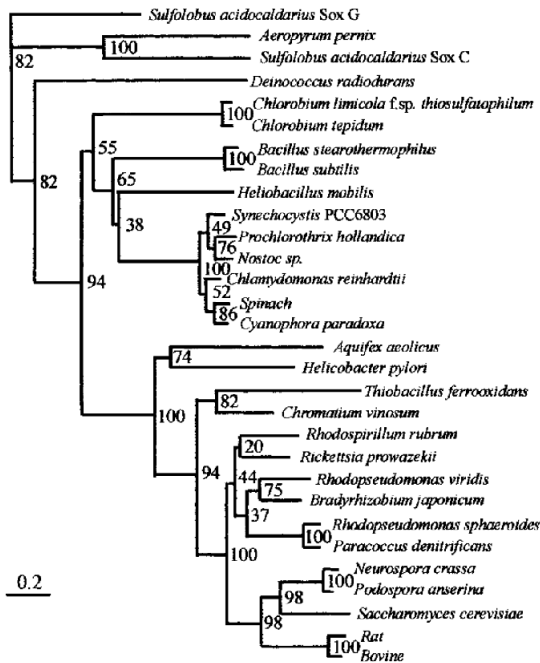 Sulfolobus acidocaldarius Sox G
Aeropyrum pernix
100
82
Sulfolobus acidocaldarius Sox C
Deinococcus radiodurans
Chlorobium limicola f.sp. thiosulfatophilum
100
Chlorobium tepidum
55
Bacillus stearothermophilus
100
Bacillus subtilis
82
65
Heliobacillus mobilis
Synechocystis PCC6803
38
49
Prochlorothrix hollandica
76
Nostoc sp.
100
94
Chlamydomonas reinhardtii
52
Spinach
86
Cyanophora paradoxa
Aquifex aeolicus
74
Helicobacter pylori
Thiobacillus ferrooxidans
82
100
Chromatium vinosum
Rhodospirillum rubrum
20
94
Rickettsia prowazekii
44
Rhodopseudomonas viridis
75
Bradyrhizobium japonicum
37
Rhodopseudomonas sphaeroides
100
100
Paracoccus denitrificans
Neurospora crassa
0.2
100
Podospora anserina
98
Saccharomyces cerevisiae
98
Rat
100
Bovine